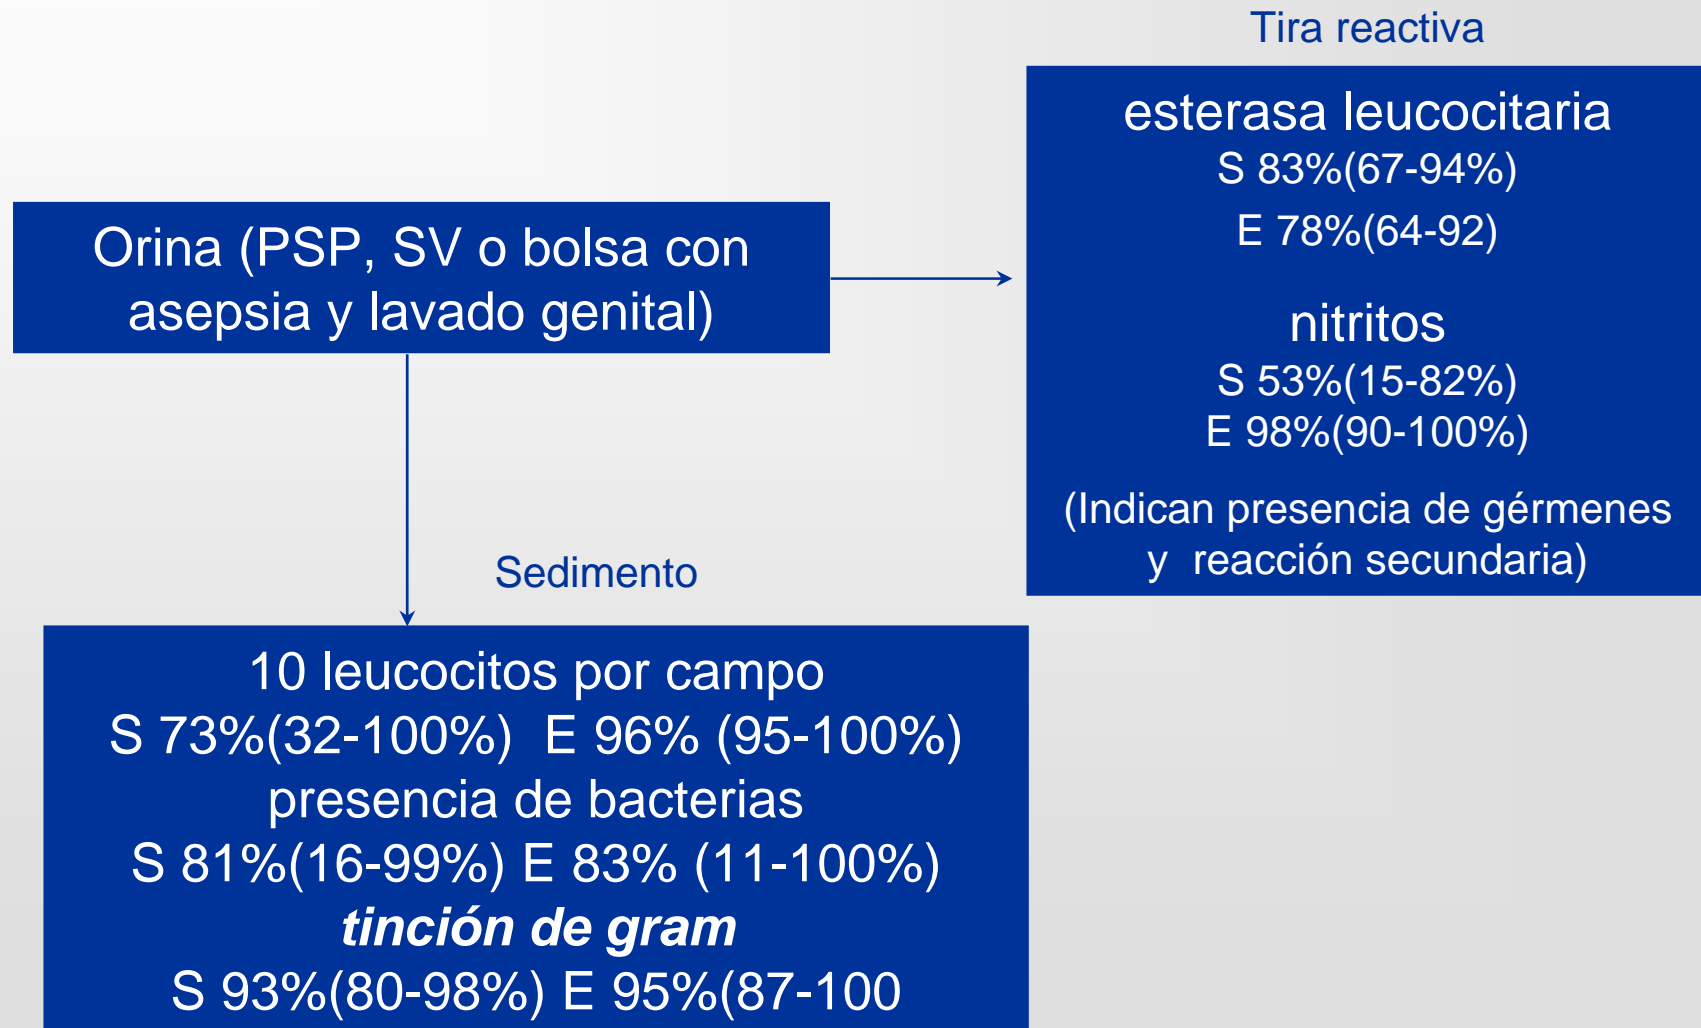 Tira reactiva
esterasa leucocitaria
S 83%(67-94%)
E 78%(64-92)
nitritos
S 53%(15-82%)
E 98%(90-100%)
(Indican presencia de gérmenes
y reacción secundaria)
Orina (PSP, SV o bolsa con
asepsia y lavado genital)
Sedimento
10 leucocitos por campo
S 73%(32-100%) E 96% (95-100%)
presencia de bacterias
S 81%(16-99%) E 83% (11-100%)
tinción de gram
S 93%(80-98%) E 95%(87-100